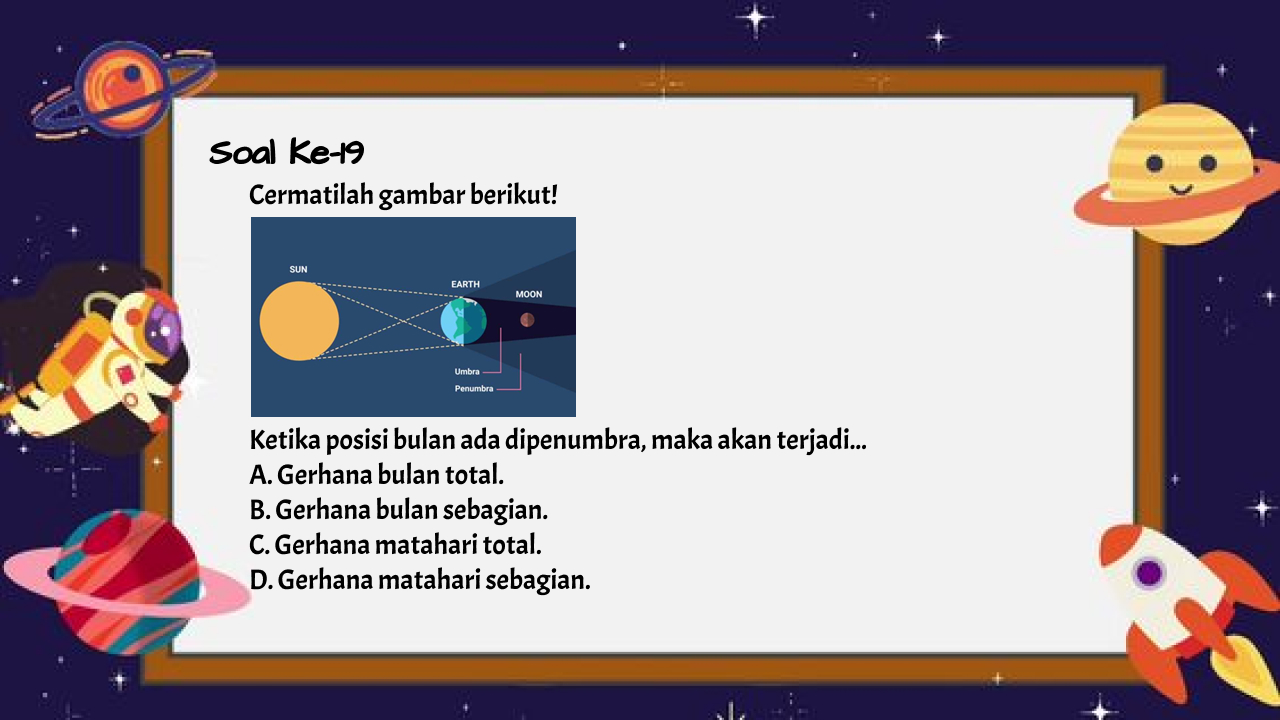 Soal Ke-19
Cermatilah gambar berikut!
SUN
EARTH
MOON
Umbra
Penumbra
Ketika posisi bulan ada dipenumbra, maka akan terjadi...
A. Gerhana bulan total.
B. Gerhana bulan sebagian.
C. Gerhana matahari total.
D. Gerhana matahari sebagian.